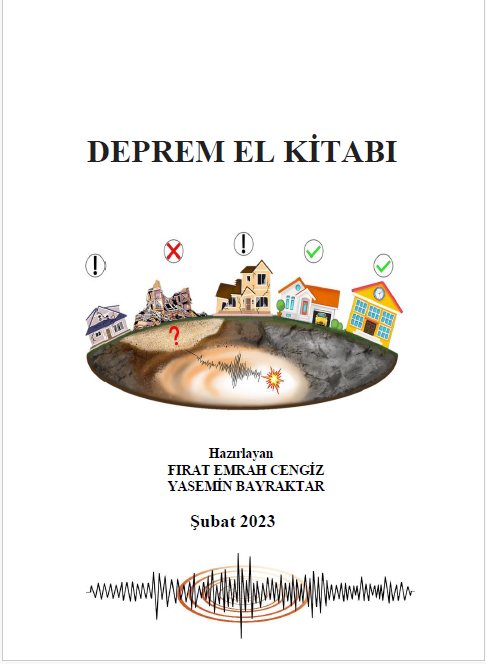 DEPREM EL KİTABI
! ! 
?
Hazırlayan
FIRAT EMRAH CENGİZ
YASEMİN BAYRAKTAR
Şubat 2023